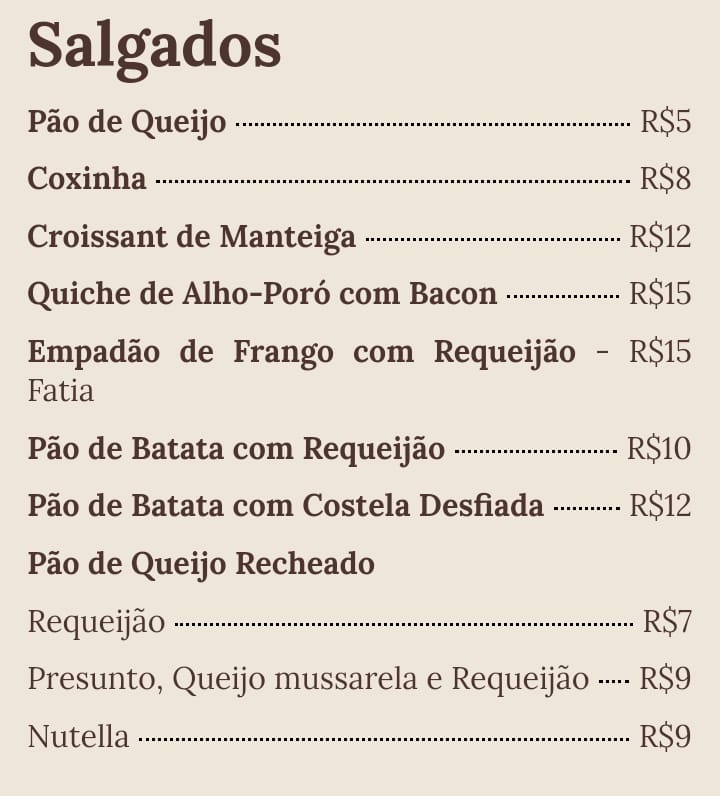 Salgados
Pão de Queijo R$5
Coxinha R$8
Croissant de Manteiga R$12
Quiche de Alho-Poró com Bacon R$15
Empadão de Frango com Requeijão - R$15
Fatia
Pão de Batata com Requeijão R$10
Pão de Batata com Costela Desfiada R$12
Pão de Queijo Recheado
Requeijão R$7
Presunto, Queijo mussarela e Requeijão R$9
Nutella R$9